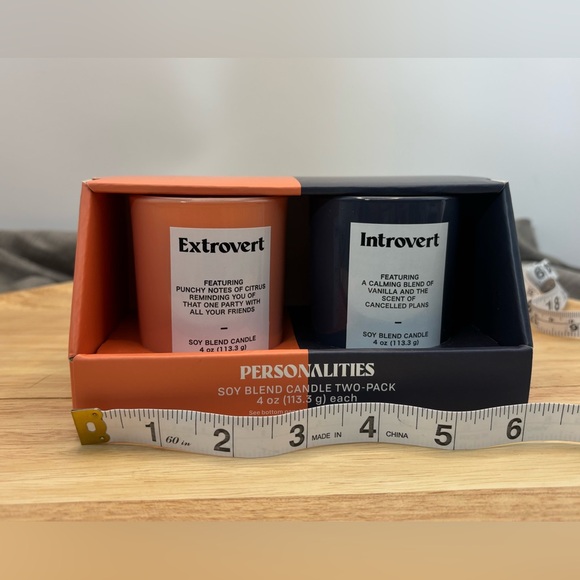 Extrovert
FEATURING
PUNCHY NOTES OF CITRUS
REMINDING YOU OF
THAT ONE PARTY WITH
ALL YOUR FRIENDS
–
SOY BLEND CANDLE
4 oz (113.3 g)
Introvert
FEATURING
A CALMING BLEND OF
VANILLA AND THE
SCENT OF
CANCELLED PLANS
–
SOY BLEND CANDLE
4 oz (113.3 g)
PERSONALITIES
SOY BLEND CANDLE TWO-PACK
4 oz (113.3 g) each
See bottom
1 60 in 2 3 MADE IN 4 CHINA 5 6
18